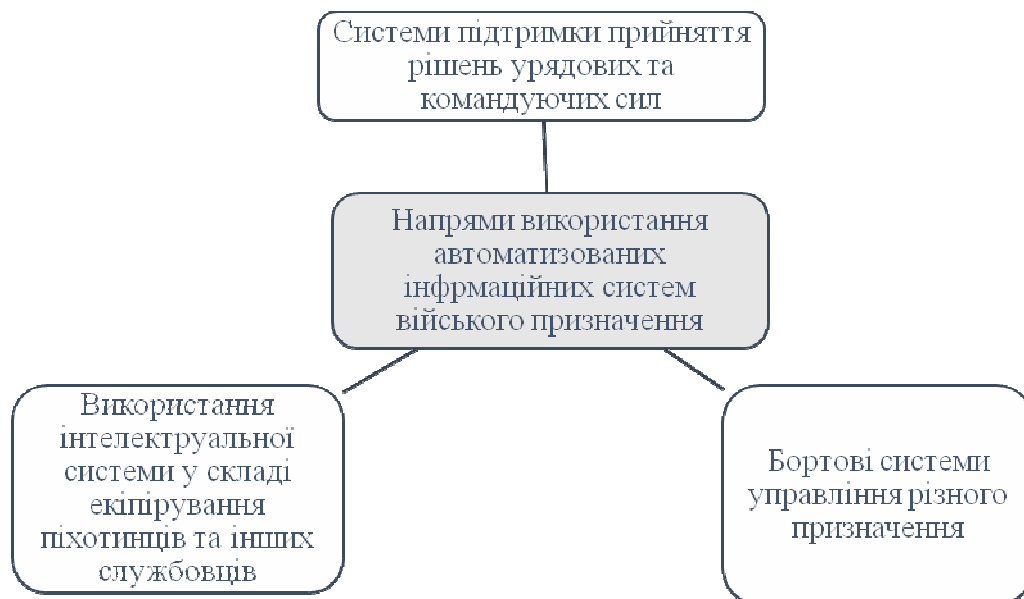 Системи підтримки прийняття
рішень урядових та
командуючих сил
Напрями використання
автоматизованих
інфрмаційних систем
війського призначення
Використання
інтелектруальної
системи у складі
екіпірування
піхотинців та інших
службовців
Бортові системи
управління різного
призначення